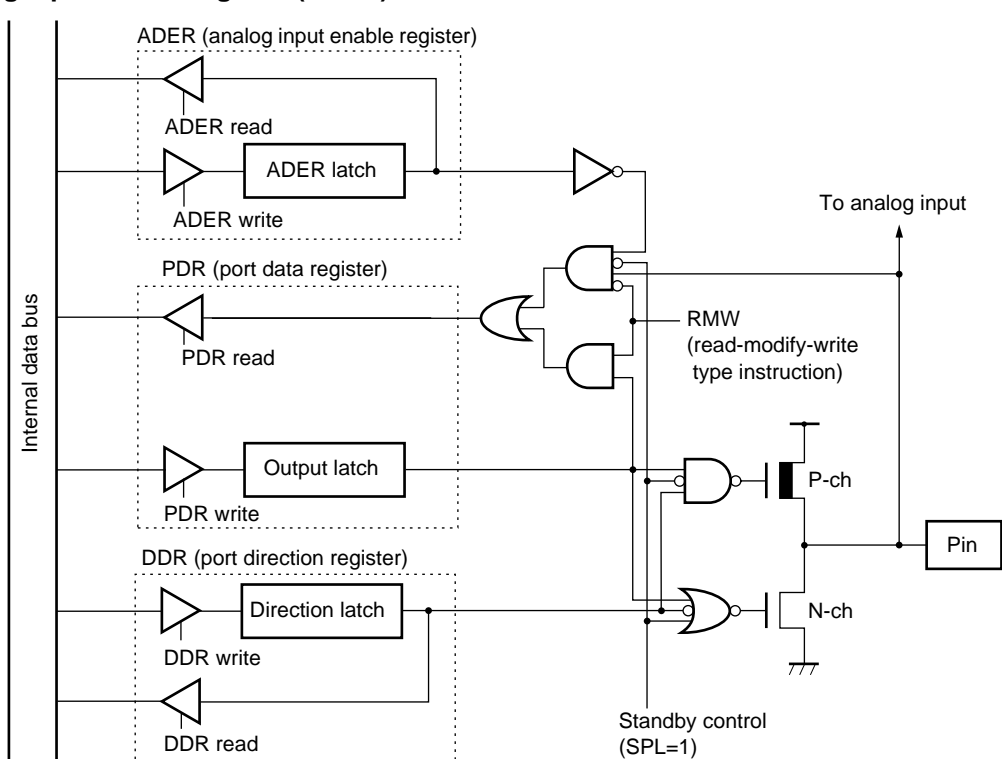 ADER (analog input enable register)
ADER read
ADER latch
ADER write
To analog input
PDR (port data register)
Internal data bus
PDR read
RMW
(read-modify-write
type instruction)
Output latch
P-ch
PDR write
Pin
DDR (port direction register)
Direction latch
N-ch
DDR write
DDR read
Standby control
(SPL=1)